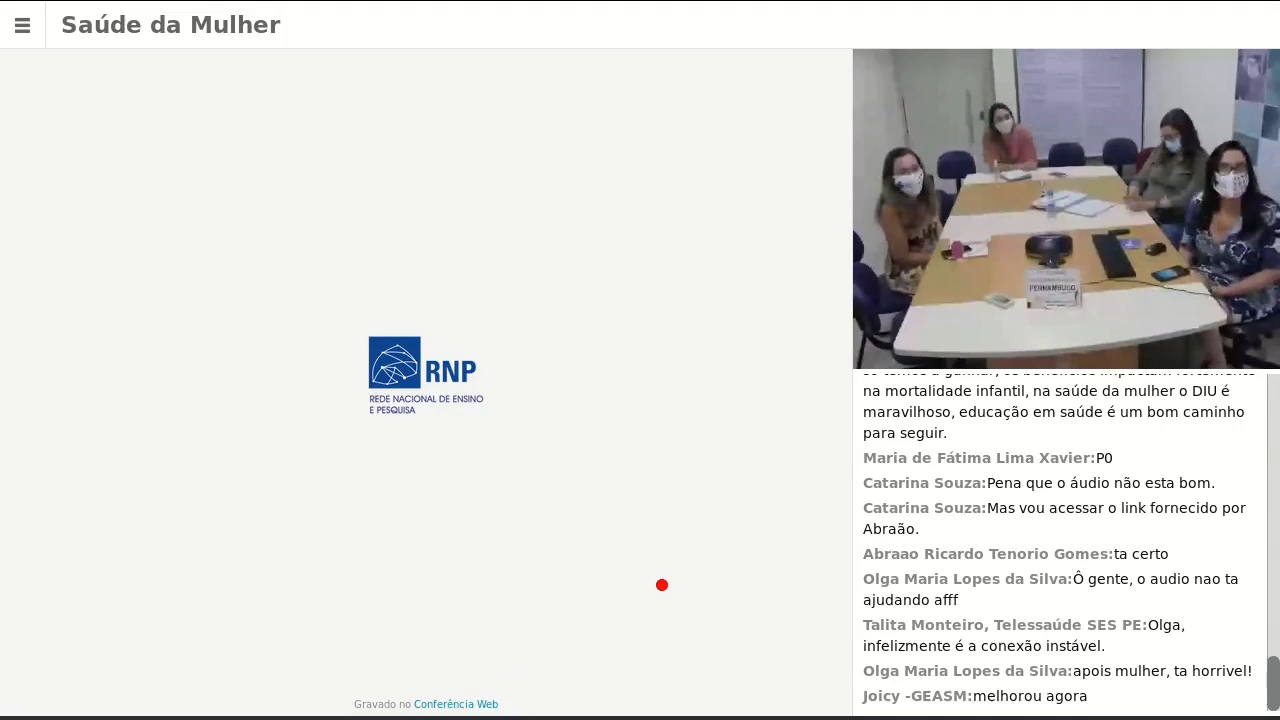 Saúde da Mulher
PERNAMBUCO
RNP
REDE NACIONAL DE ENSINO
E PESQUISA
na mortalidade infantil, na saúde da mulher o DIU é
maravilhoso, educação em saúde é um bom caminho
para seguir.
Maria de Fátima Lima Xavier:P0
Catarina Souza:Pena que o áudio não esta bom.
Catarina Souza:Mas vou acessar o link fornecido por
Abraão.
Abraao Ricardo Tenorio Gomes:ta certo
Olga Maria Lopes da Silva:Ô gente, o audio nao ta
ajudando afff
Talita Monteiro, Telessaúde SES PE:Olga,
infelizmente é a conexão instável.
Olga Maria Lopes da Silva:apois mulher, ta horrivel!
Joicy -GEASM:melhorou agora
Gravado no Conferência Web